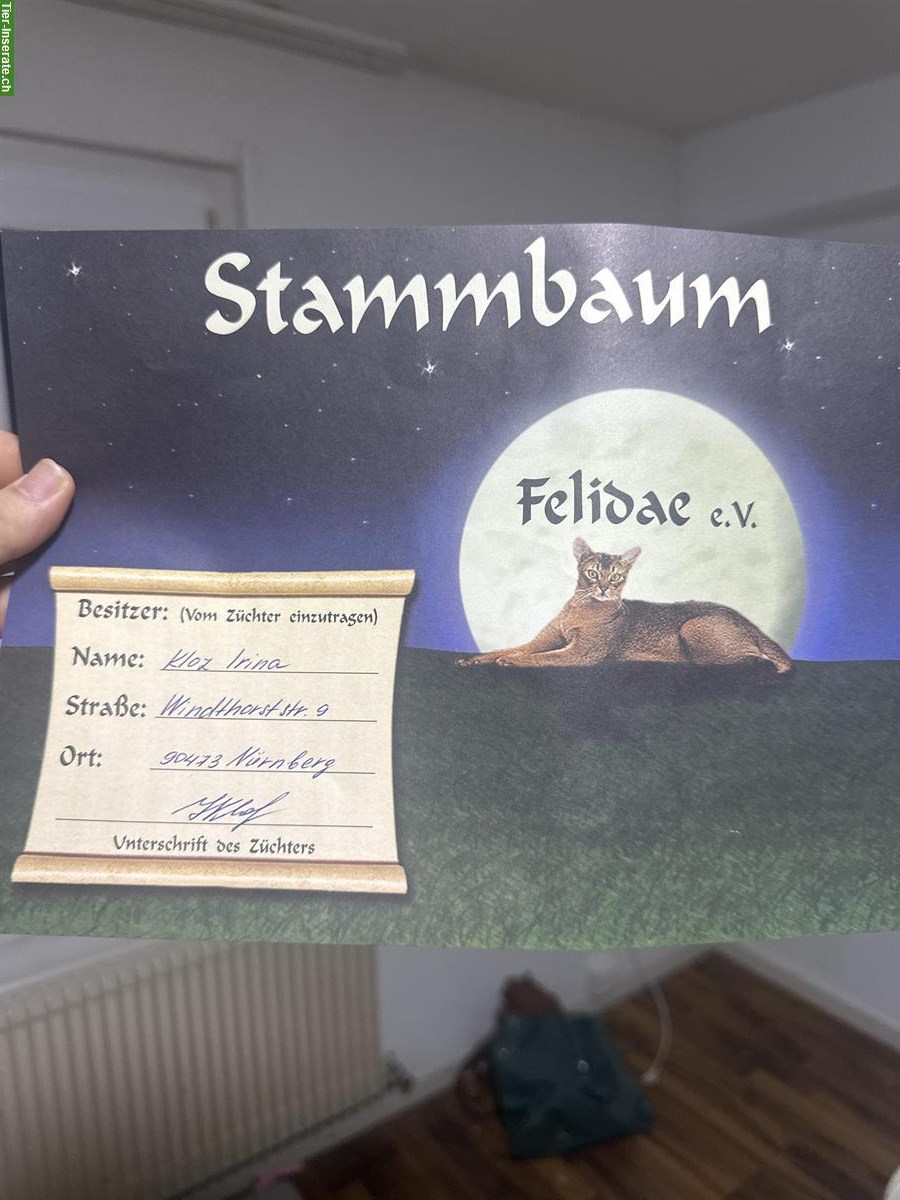 Tier-Inserate.ch
Stammbaum
Felidae e.V.
Besitzer: (Vom Züchter einzutragen)
Name: Kloz Irina
Straße: Windthorststr. 9
Ort: 90473 Nürnberg
Unterschrift des Züchters